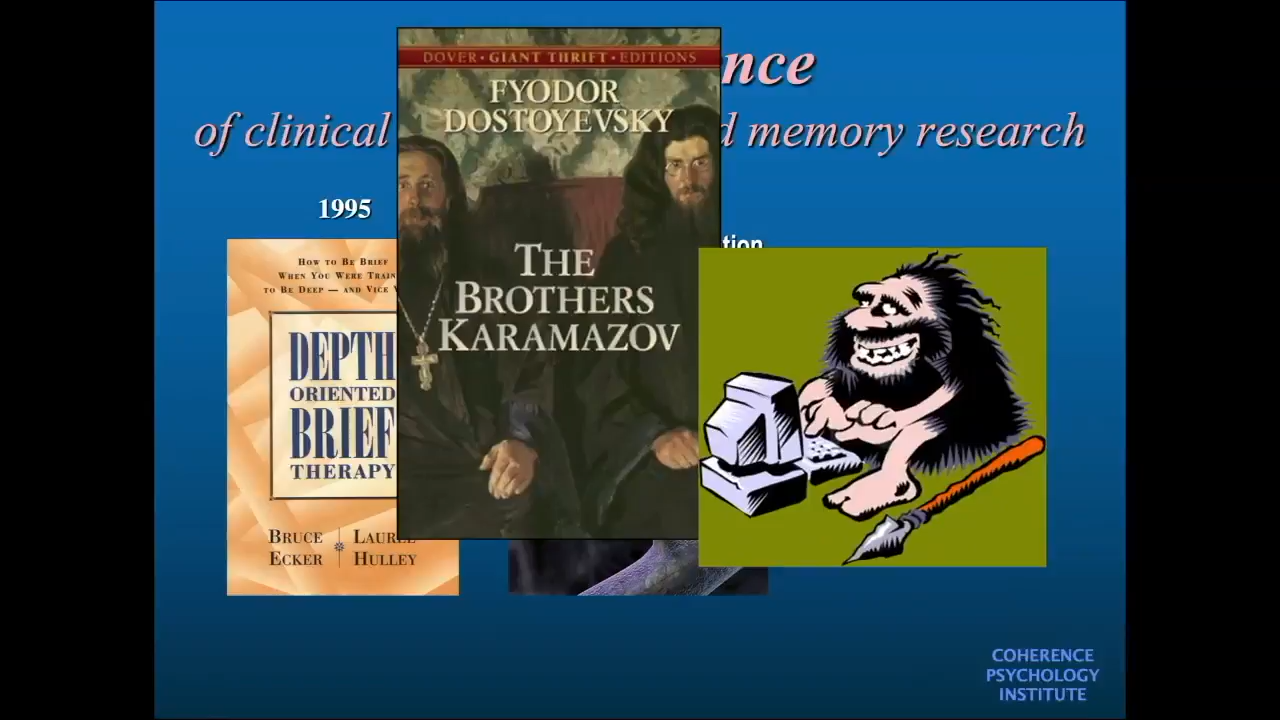 nce
of clinical d memory research
1995
tion
DOVER · GIANT THRIFT · EDITIONS
FYODOR
DOSTOYEVSKY
THE
BROTHERS
KARAMAZOV
HOW TO BE BRIEF
WHEN YOU WERE TRAIN
TO BE DEEP — AND VICE V
DEPTH
ORIENTED
BRIEF
THERAPY
BRUCE LAUREL
ECKER HULLEY
COHERENCE
PSYCHOLOGY
INSTITUTE